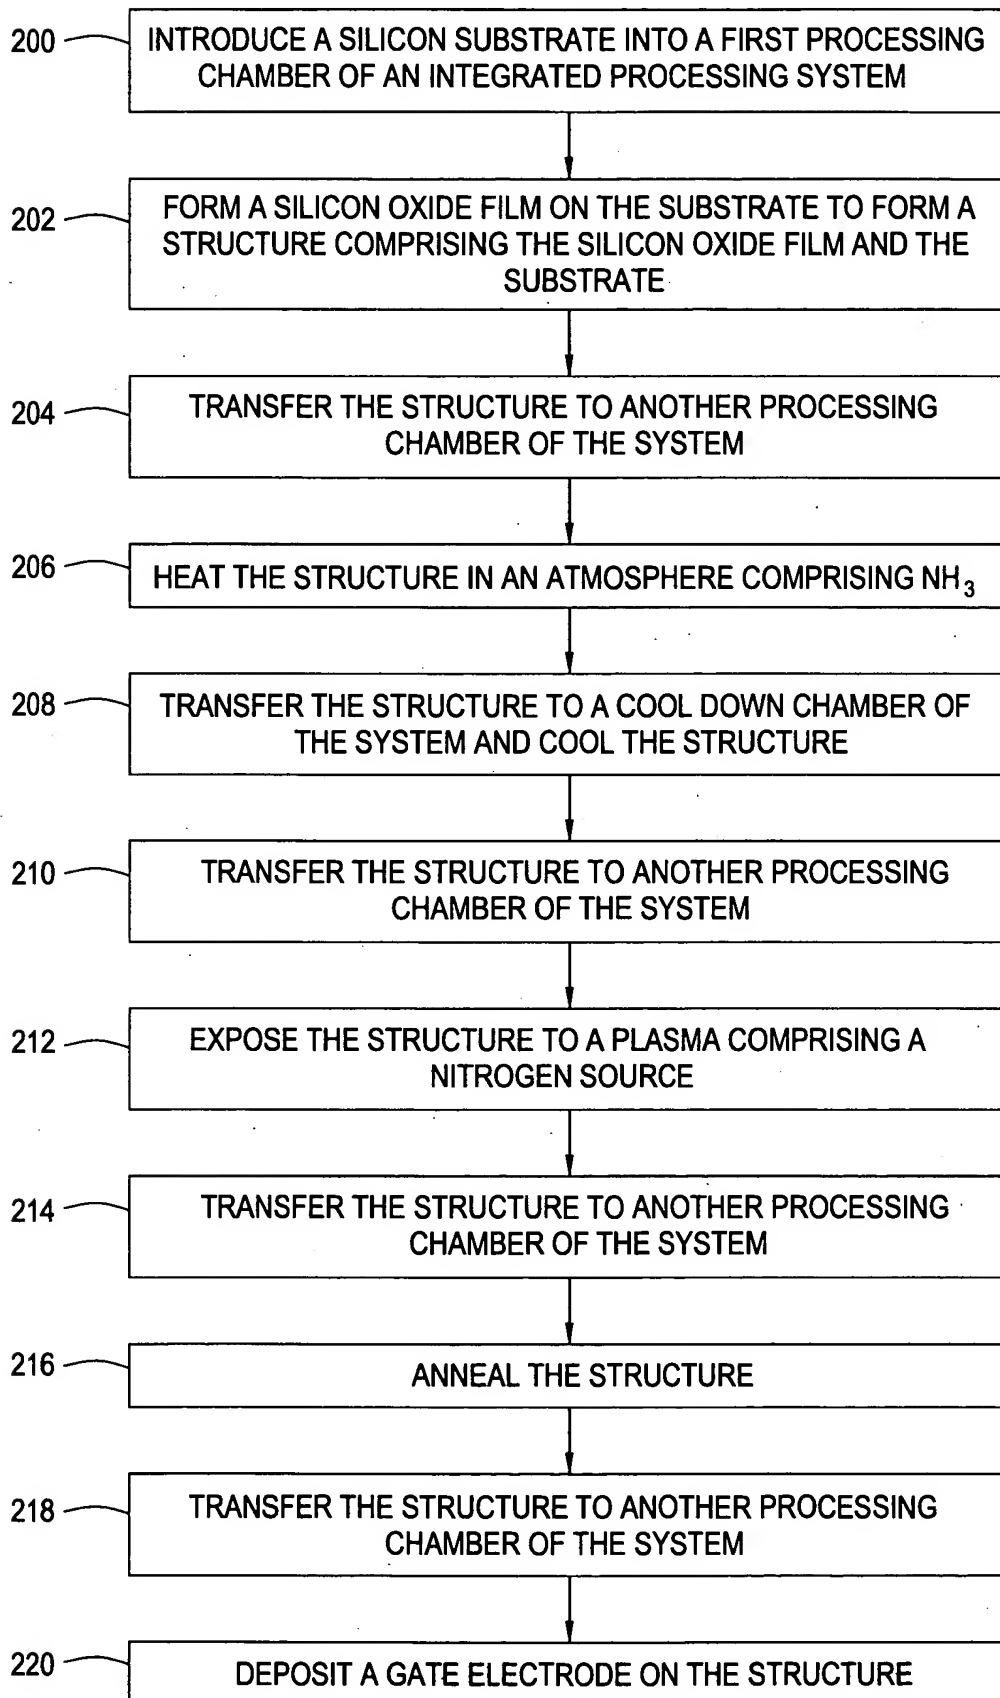 200
INTRODUCE A SILICON SUBSTRATE INTO A FIRST PROCESSING
CHAMBER OF AN INTEGRATED PROCESSING SYSTEM
202
FORM A SILICON OXIDE FILM ON THE SUBSTRATE TO FORM A
STRUCTURE COMPRISING THE SILICON OXIDE FILM AND THE
SUBSTRATE
204
TRANSFER THE STRUCTURE TO ANOTHER PROCESSING
CHAMBER OF THE SYSTEM
206
HEAT THE STRUCTURE IN AN ATMOSPHERE COMPRISING NH3
208
TRANSFER THE STRUCTURE TO A COOL DOWN CHAMBER OF
THE SYSTEM AND COOL THE STRUCTURE
210
TRANSFER THE STRUCTURE TO ANOTHER PROCESSING
CHAMBER OF THE SYSTEM
212
EXPOSE THE STRUCTURE TO A PLASMA COMPRISING A
NITROGEN SOURCE
214
TRANSFER THE STRUCTURE TO ANOTHER PROCESSING
CHAMBER OF THE SYSTEM
216
ANNEAL THE STRUCTURE
218
TRANSFER THE STRUCTURE TO ANOTHER PROCESSING
CHAMBER OF THE SYSTEM
220
DEPOSIT A GATE ELECTRODE ON THE STRUCTURE